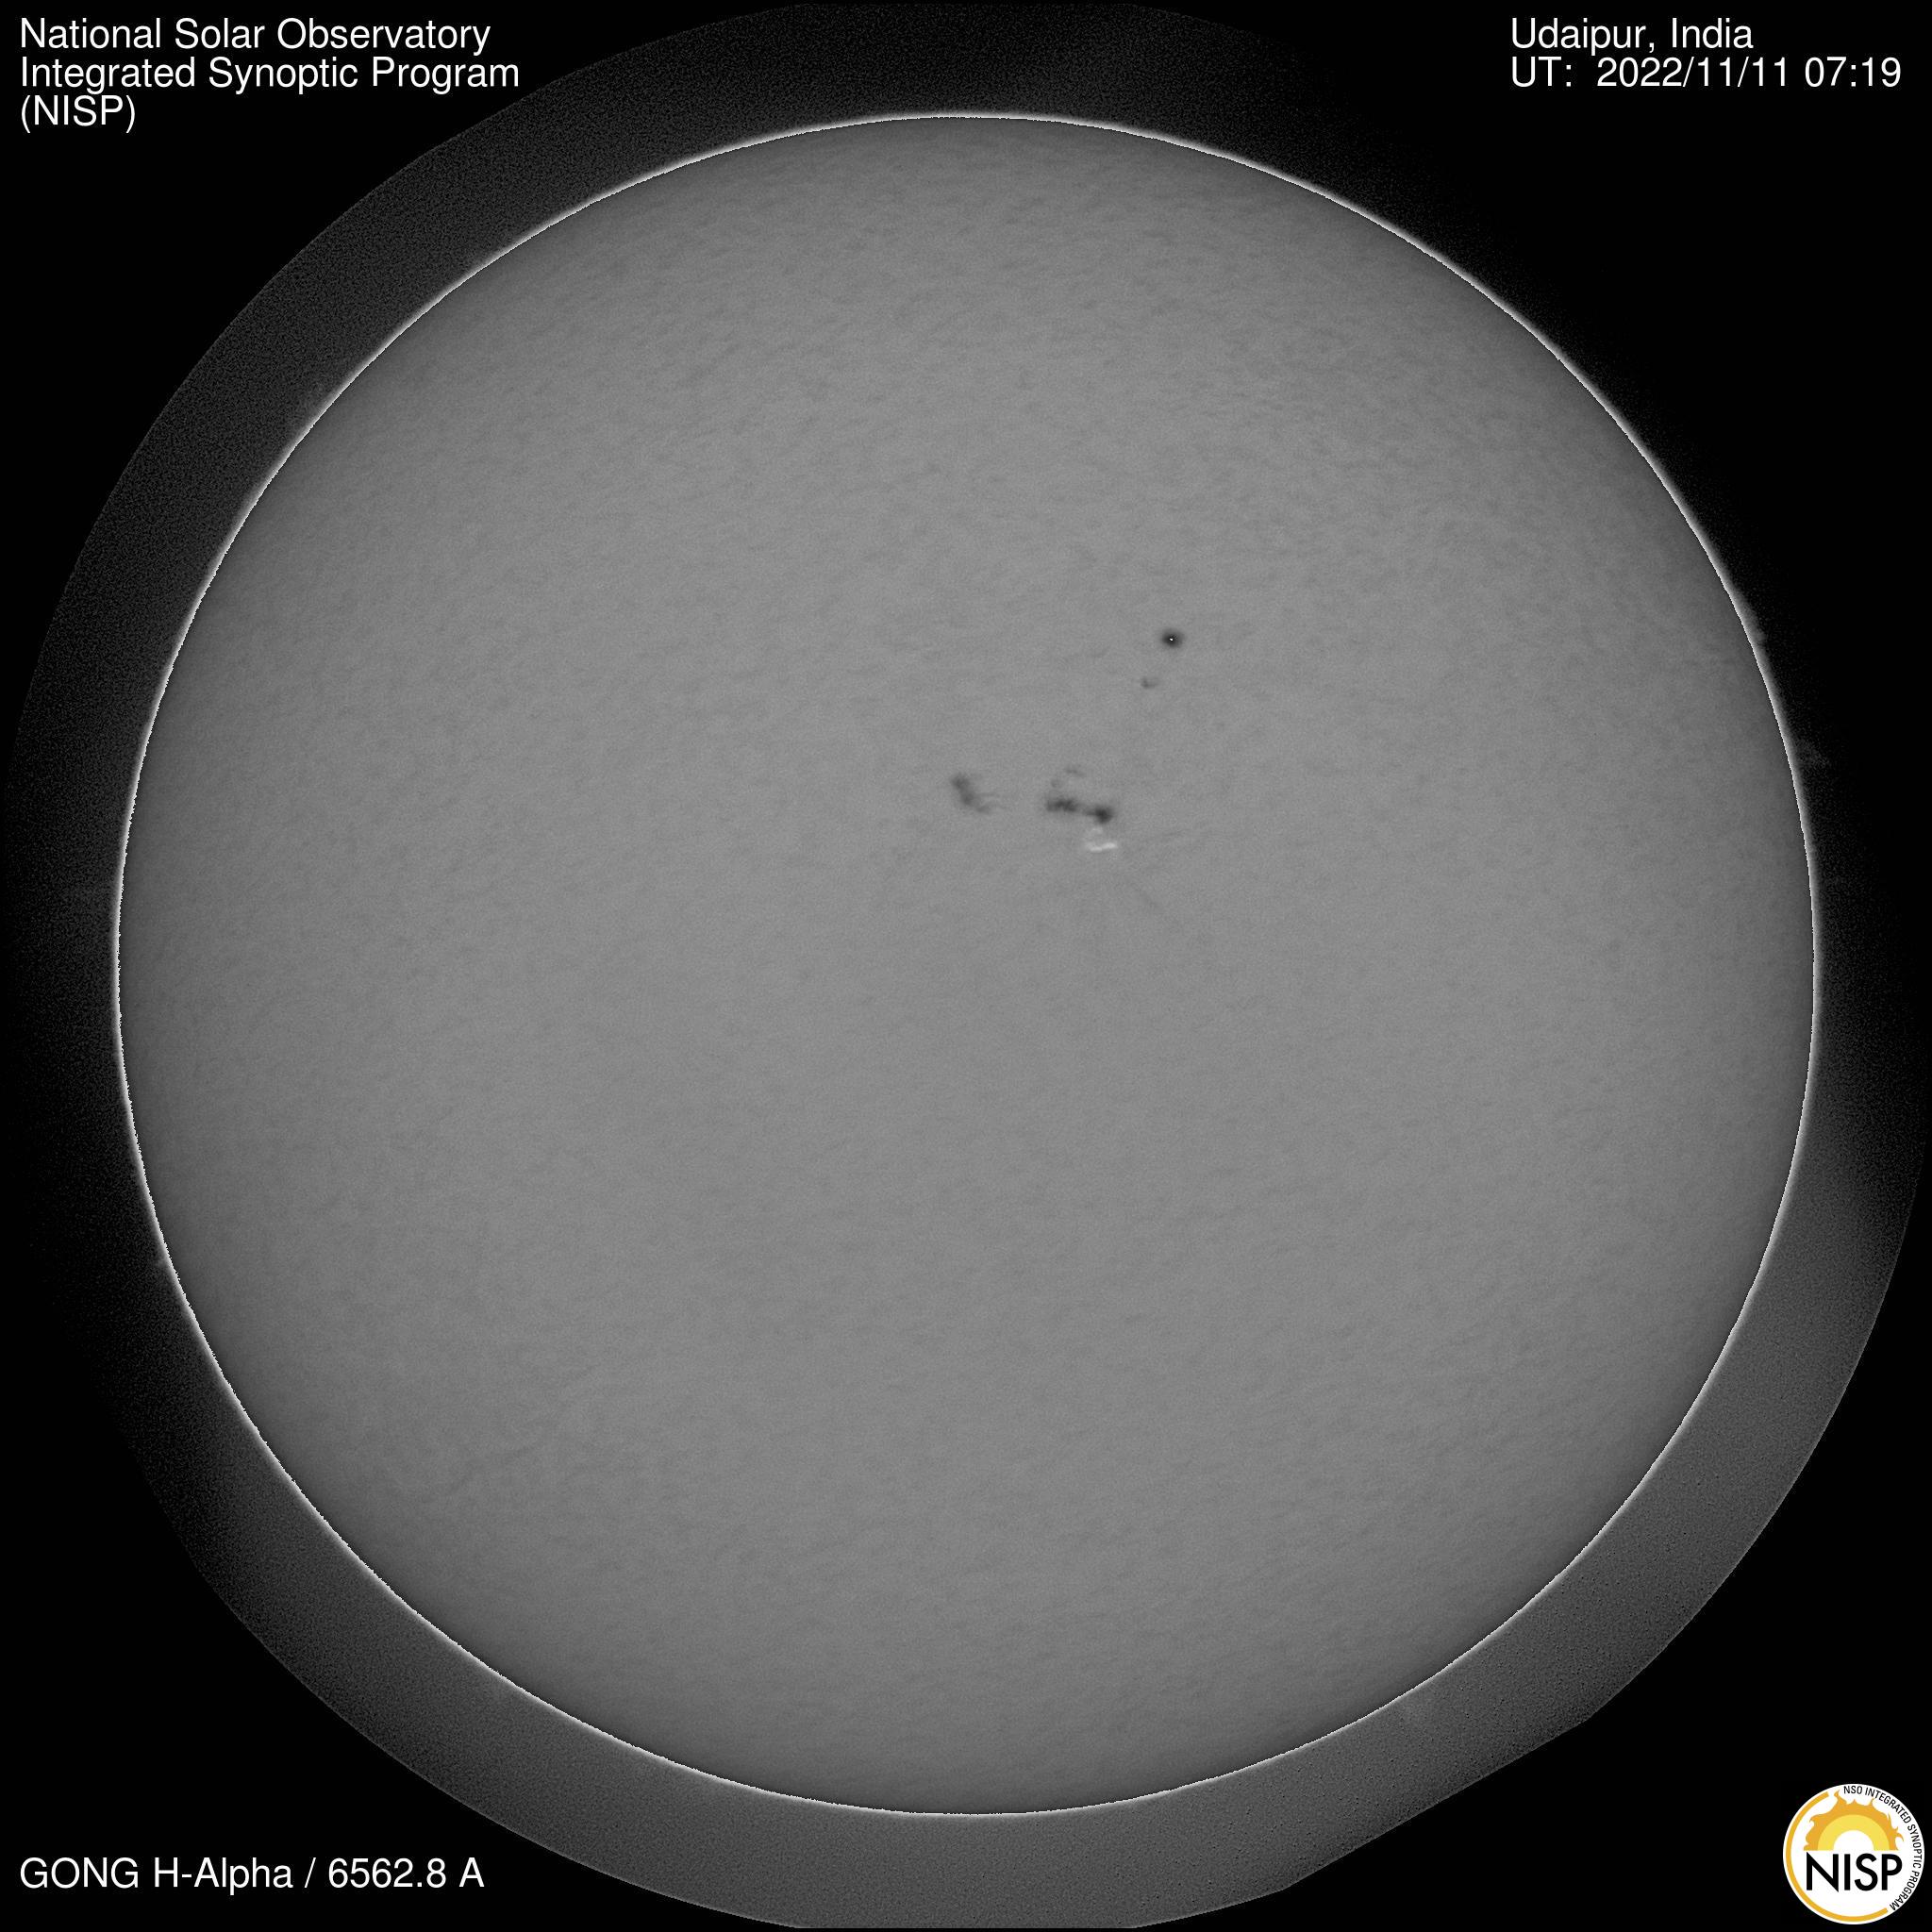 National Solar Observatory
Integrated Synoptic Program
(NISP)
Udaipur, India
UT: 2022/11/11 07:19
GONG H-Alpha / 6562.8 A
NSO INTEGRATED SYNOPTIC PROGRAM
NISP